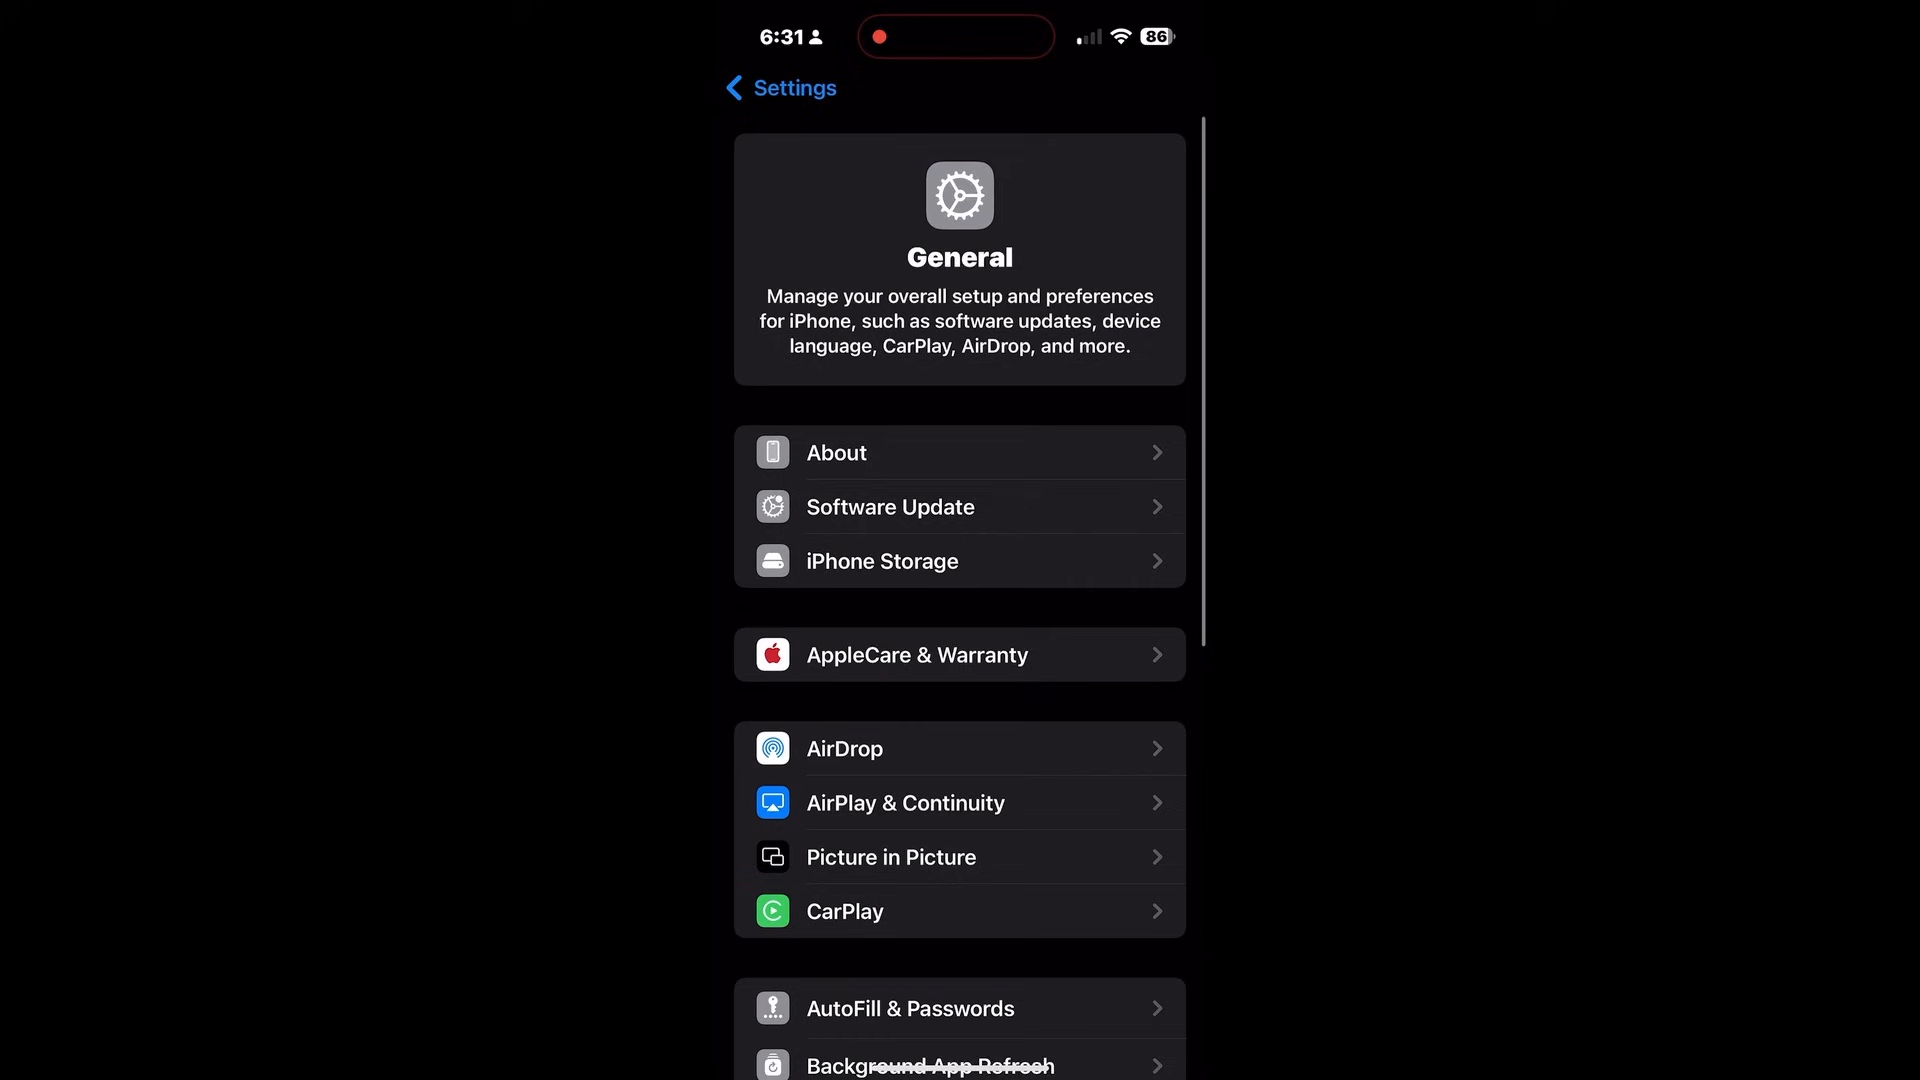 6:31
86
Settings
General
Manage your overall setup and preferences
for iPhone, such as software updates, device
language, CarPlay, AirDrop, and more.
About
Software Update
iPhone Storage
AppleCare & Warranty
AirDrop
AirPlay & Continuity
Picture in Picture
CarPlay
AutoFill & Passwords
Background App Refresh